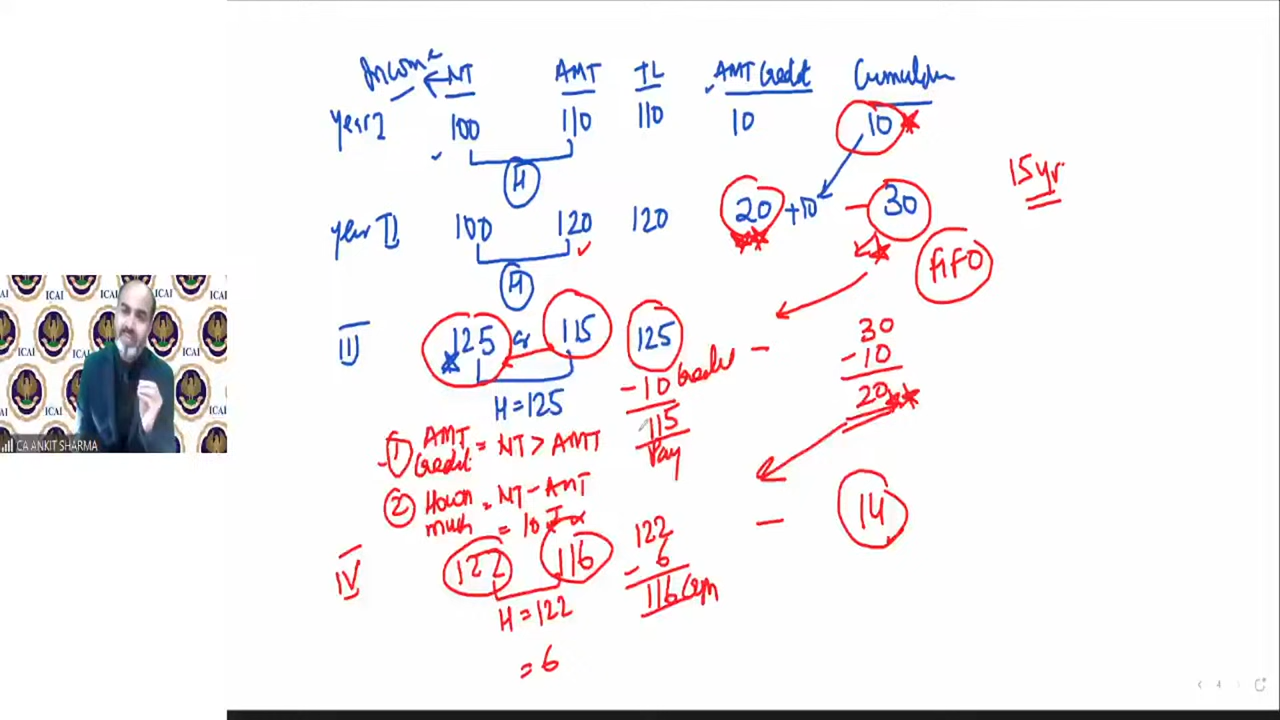 Income ← NT AMT TL AMT Credit Cumulative
Year I 100 110 110 10 10
H
15 yr
Year II 100 120 120 20 +10 — 30
H
FIFO
III 125 or 115 125 — 30
- 10 Credit - 10
H = 125 115 20
Pay
① AMT Credit = NT > AMT
② How much = NT - AMT
= 10
IV 122 116 122 — 14
- 6
H = 122 116
= 6
ICAI ICAI
CA ANKIT SHARMA
4